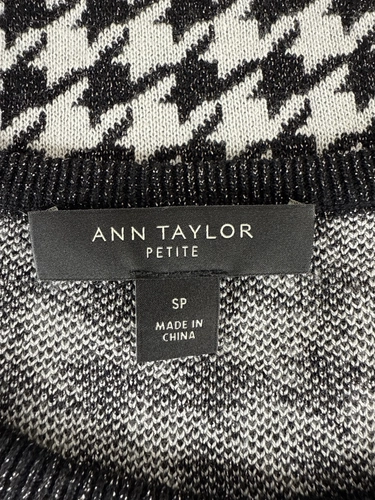 ANN TAYLOR
PETITE
SP
MADE IN
CHINA